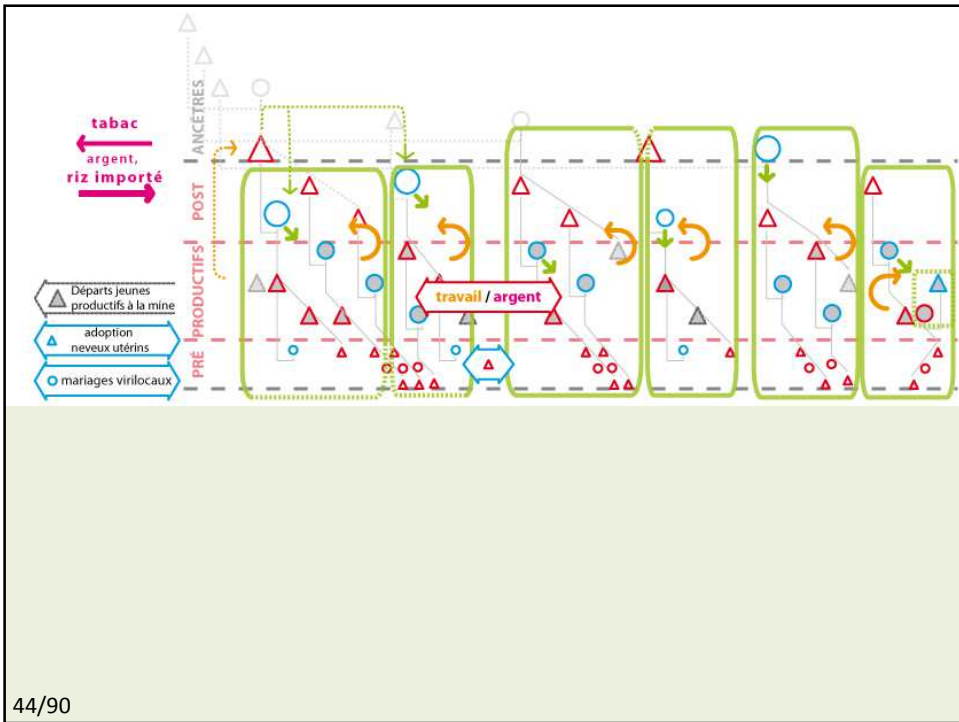 tabac
argent,
riz importé
ANCÊTRES
POST
PRODUCTIFS
PRÉ
travail / argent
Départs jeunes
productifs à la mine
adoption
neveux utérins
mariages virilocaux
44/90